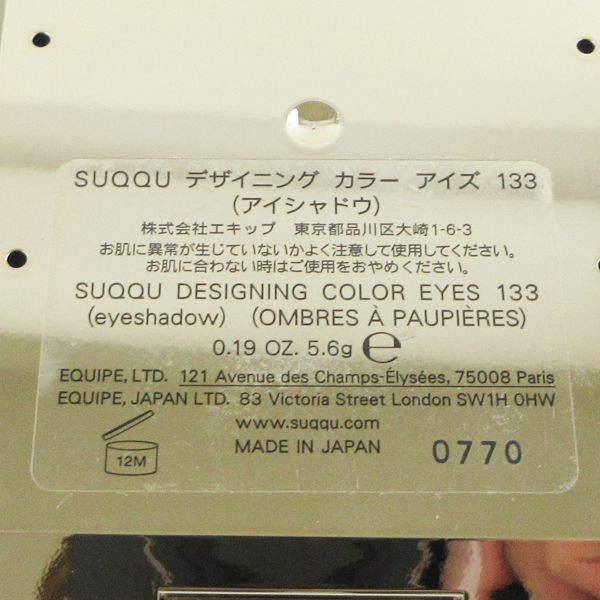 SUQQU デザイニング カラー アイズ 133
(アイシャドウ)
株式会社エキップ 東京都品川区大崎1-6-3
お肌に異常が生じていないかよく注意して使用してください。
お肌に合わない時はご使用をおやめください。
SUQQU DESIGNING COLOR EYES 133
(eyeshadow) (OMBRES À PAUPIÈRES)
0.19 OZ. 5.6g ℮
EQUIPE, LTD. 121 Avenue des Champs-Élysées, 75008 Paris
EQUIPE, JAPAN LTD. 83 Victoria Street London SW1H 0HW
www.suqqu.com
12M
MADE IN JAPAN 0770